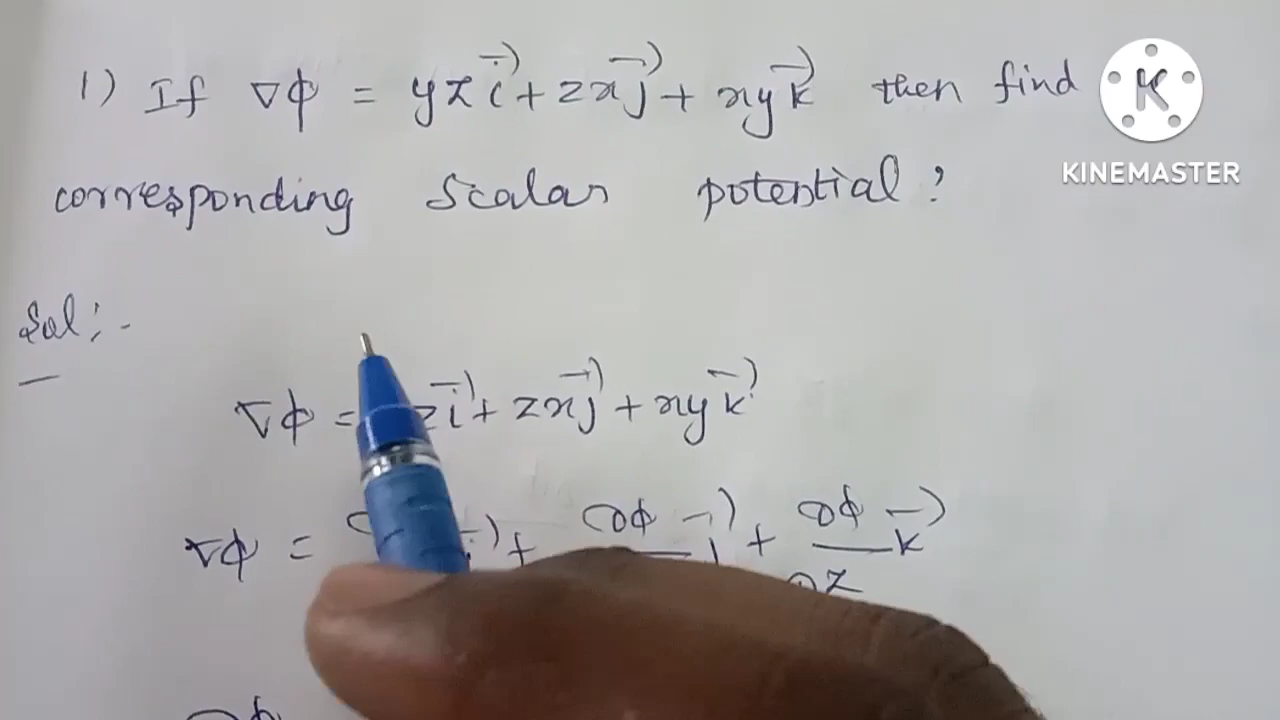 1) If ∇φ = yz i⃗ + zx j⃗ + xy k⃗ then find
corresponding scalar potential?
KINEMASTER
Sol:-
∇φ = z i⃗ + zx j⃗ + xy k⃗
∇φ = + ∂φ j⃗ + ∂φ/∂z k⃗
∂φ